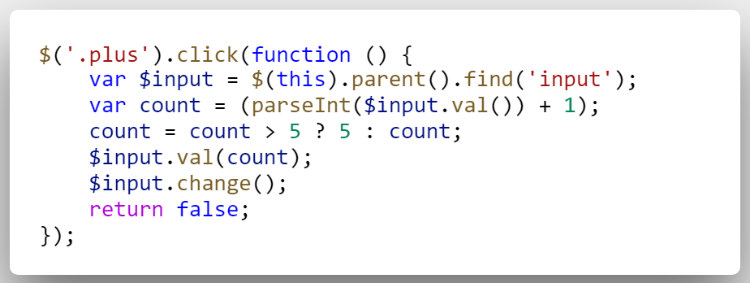 $('.plus').click(function () {
    var $input = $(this).parent().find('input');
    var count = (parseInt($input.val()) + 1);
    count = count > 5 ? 5 : count;
    $input.val(count);
    $input.change();
    return false;
});